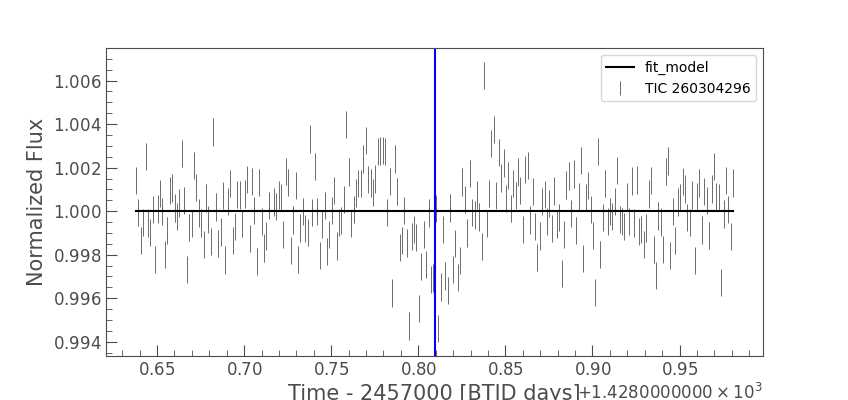 1.006
1.004
1.002
1.000
0.998
0.996
0.994
Normalized Flux
fit_model
TIC 260304296
0.65 0.70 0.75 0.80 0.85 0.90 0.95
Time - 2457000 [BTJD days]
+1.4280000000 × 10³